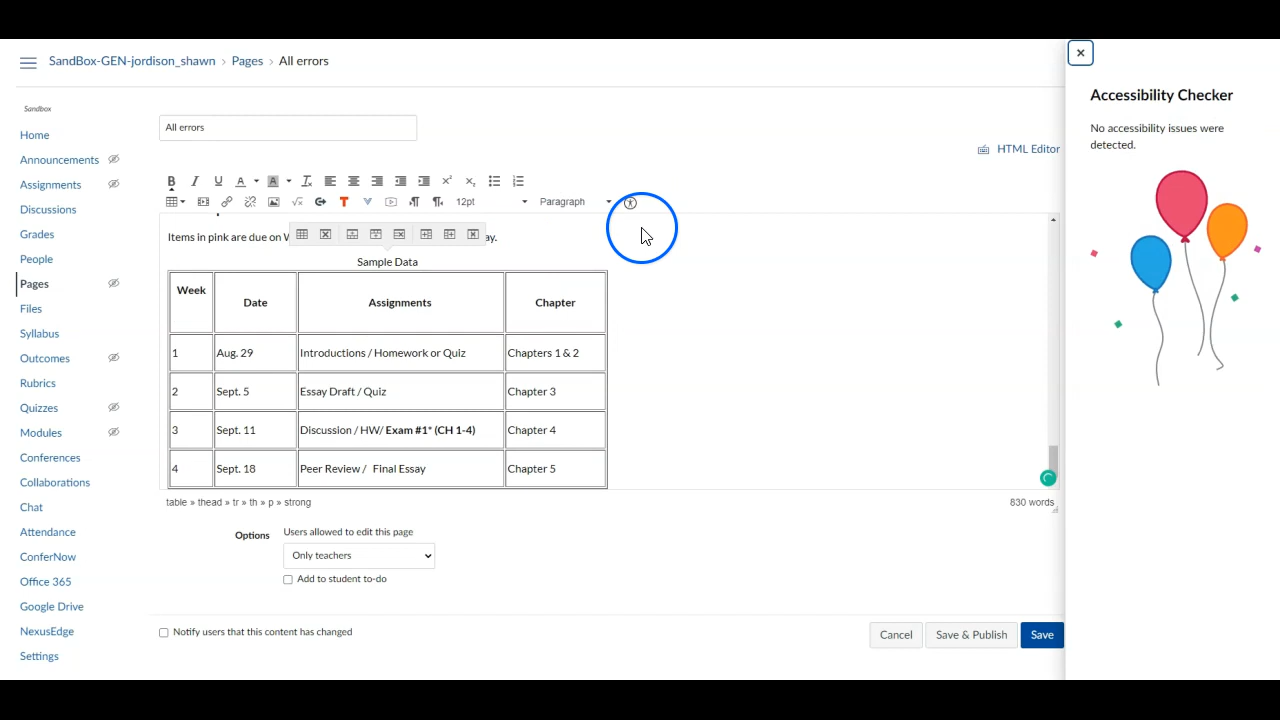 SandBox-GEN-jordison_shawn › Pages › All errors
Sandbox
Home
Announcements
Assignments
Discussions
Grades
People
Pages
Files
Syllabus
Outcomes
Rubrics
Quizzes
Modules
Conferences
Collaborations
Chat
Attendance
ConferNow
Office 365
Google Drive
NexusEdge
Settings
All errors
HTML Editor
12pt Paragraph
Items in pink are due on W ay.
Sample Data
Week Date Assignments Chapter
1 Aug. 29 Introductions / Homework or Quiz Chapters 1 & 2
2 Sept. 5 Essay Draft / Quiz Chapter 3
3 Sept. 11 Discussion / HW/ Exam #1* (CH 1-4) Chapter 4
4 Sept. 18 Peer Review / Final Essay Chapter 5
table » thead » tr » th » p » strong 830 words
Options Users allowed to edit this page
Only teachers
Add to student to-do
Notify users that this content has changed
Cancel Save & Publish Save
Accessibility Checker
No accessibility issues were
detected.